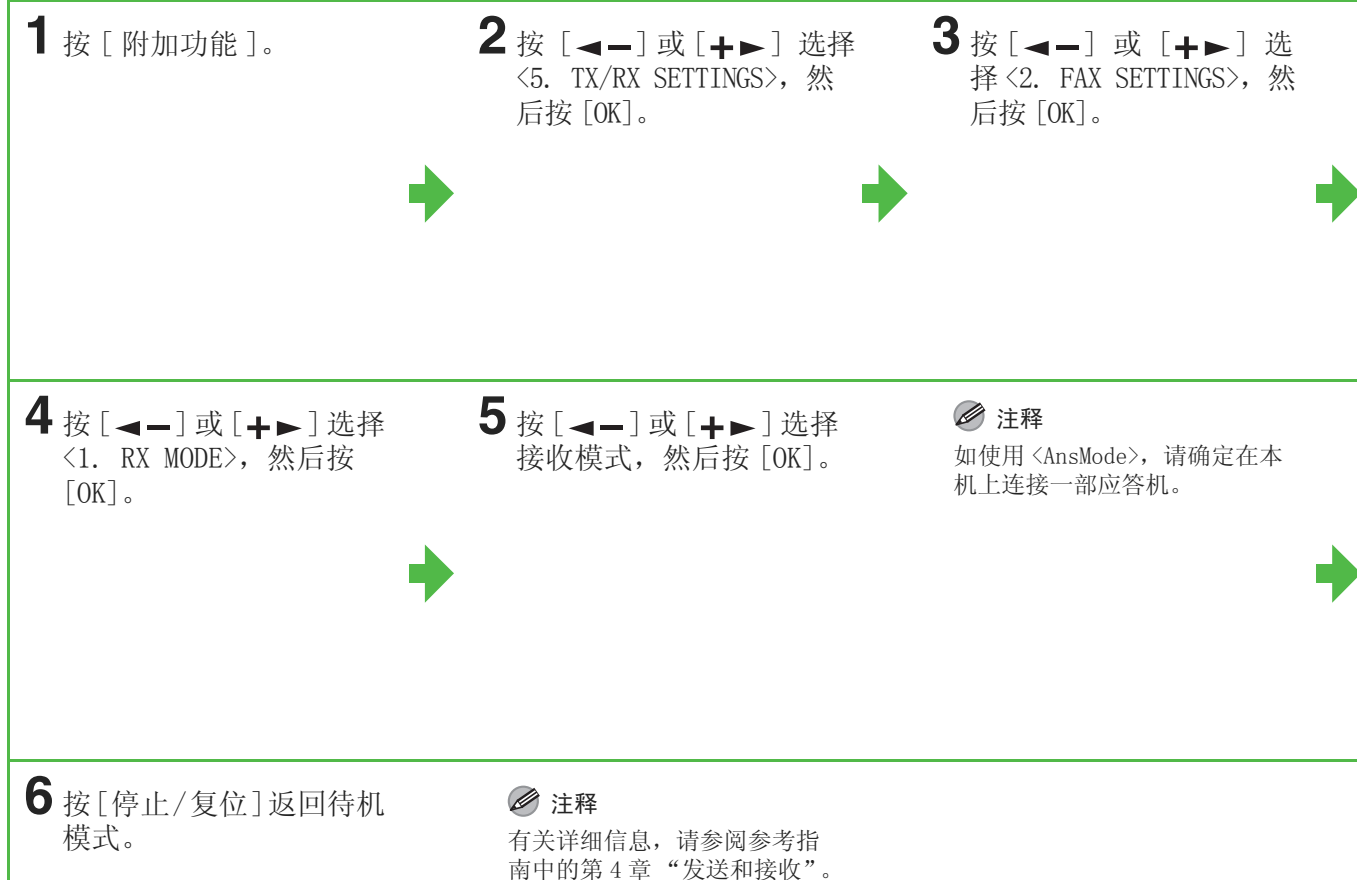 1 按［附加功能］。
2 按［◄−］或［+►］选择
<5. TX/RX SETTINGS>，然
后按［OK］。
3 按［◄−］或［+►］选
择 <2. FAX SETTINGS>，然
后按［OK］。
4 按［◄−］或［+►］选择
<1. RX MODE>，然后按
［OK］。
5 按［◄−］或［+►］选择
接收模式，然后按［OK］。
注释
如使用 <AnsMode>，请确定在本
机上连接一部应答机。
6 按［停止/复位］返回待机
模式。
注释
有关详细信息，请参阅参考指
南中的第 4 章 “发送和接收”。